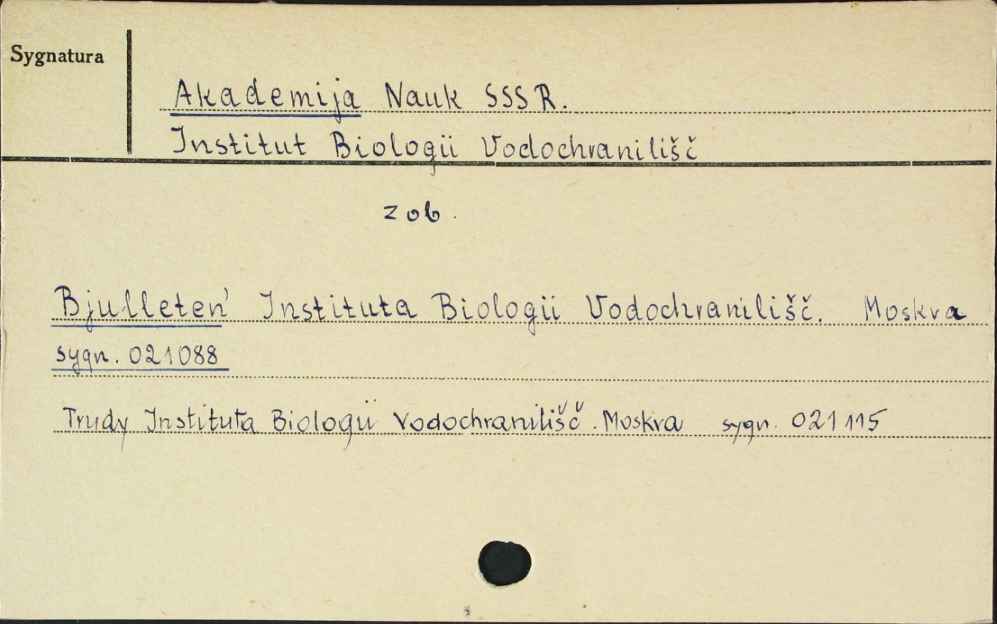 Sygnatura
Akademija Nauk SSSR.
Institut Biologii Vodochranilišč
zob.
Bjulleten' Instituta Biologii Vodochranilišč. Moskva
sygn. 021088
Trudy Instituta Biologii Vodochranilišč. Moskva sygn. 021115